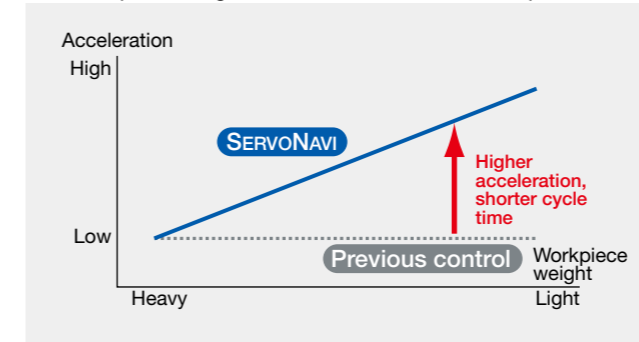 Acceleration
High
SERVONAVI
Higher
acceleration,
shorter cycle
time
Low
Previous control
Workpiece
weight
Heavy
Light